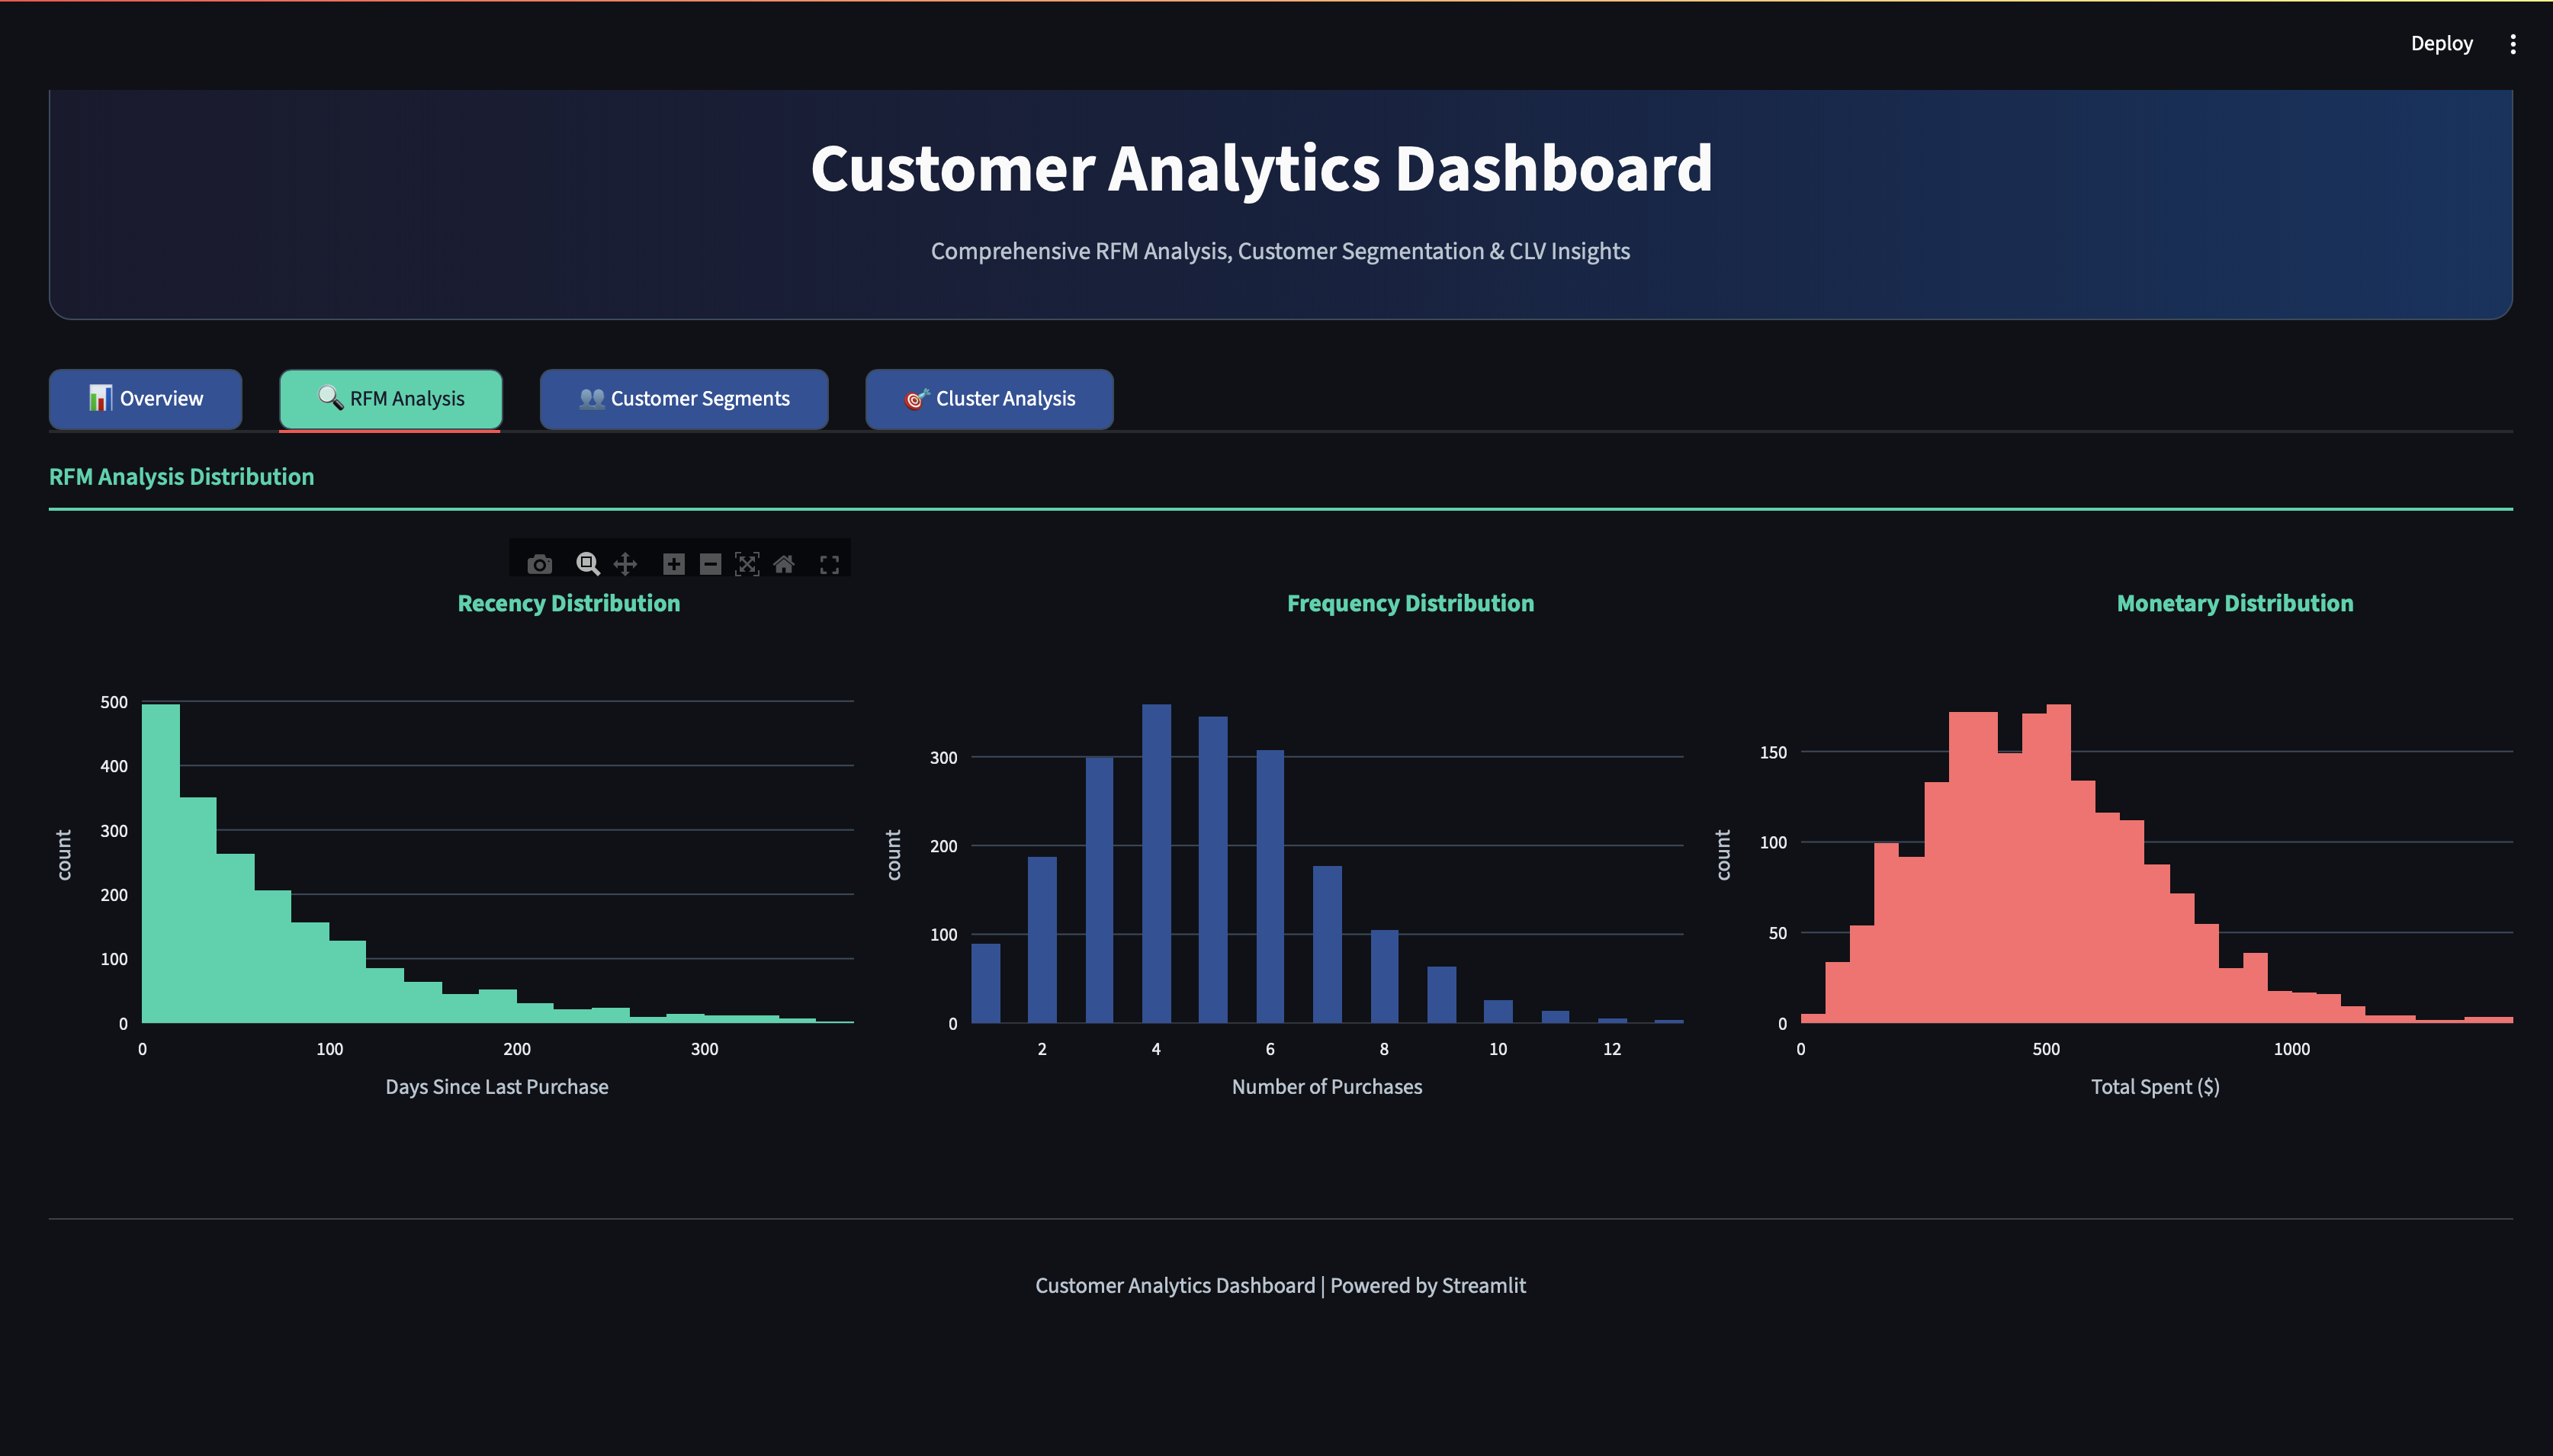 Deploy
Customer Analytics Dashboard
Comprehensive RFM Analysis, Customer Segmentation & CLV Insights
📊 Overview
🔍 RFM Analysis
👥 Customer Segments
🎯 Cluster Analysis
RFM Analysis Distribution
Recency Distribution
500
400
300
200
100
0
count
0 100 200 300
Days Since Last Purchase
Frequency Distribution
300
200
100
0
count
2 4 6 8 10 12
Number of Purchases
Monetary Distribution
150
100
50
0
count
0 500 1000
Total Spent ($)
Customer Analytics Dashboard | Powered by Streamlit